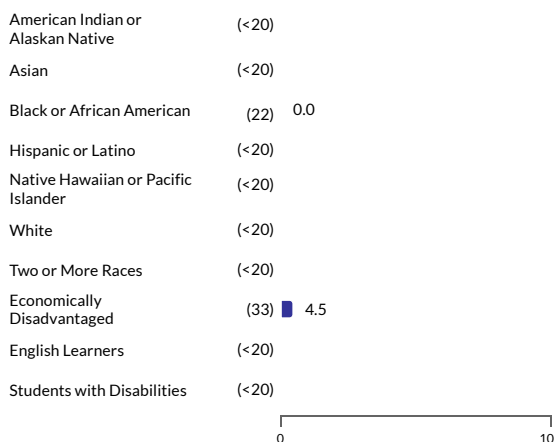 American Indian or (<20)
Alaskan Native
Asian (<20)
Black or African American (22) 0.0
Hispanic or Latino (<20)
Native Hawaiian or Pacific (<20)
Islander
White (<20)
Two or More Races (<20)
Economically (33) 4.5
Disadvantaged
English Learners (<20)
Students with Disabilities (<20)
0 10